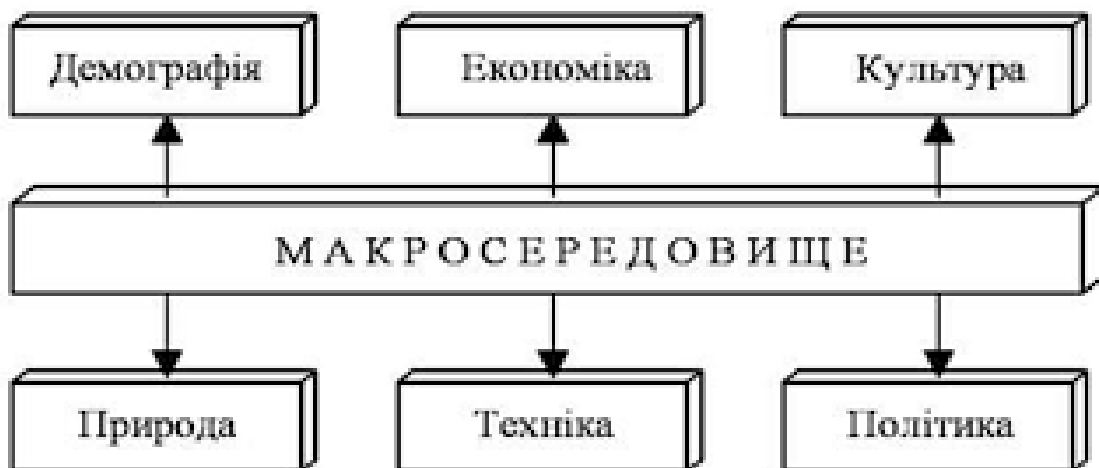 Демографія
Економіка
Культура
МАКРОСЕРЕДОВИЩЕ
Природа
Техніка
Політика